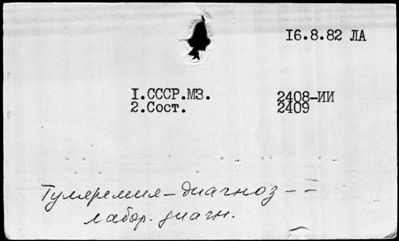 16.8.82 ЛА
I.СССР.МЗ. 2408-ИИ
2.Сост. 2409
Туляремия - диагноз --
лабор. диагн.